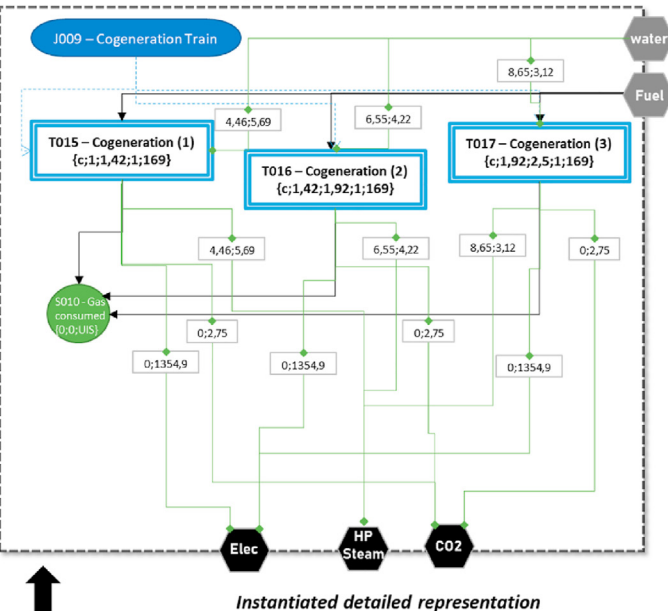 J009 – Cogeneration Train
water
8,65;3,12
Fuel
4,46;5,69
6,55;4,22
T015 – Cogeneration (1)
{c;1;1,42;1;169}
T016 – Cogeneration (2)
{c;1,42;1,92;1;169}
T017 – Cogeneration (3)
{c;1,92;2,5;1;169}
4,46;5,69
6,55;4,22
8,65;3,12
0;2,75
S010 - Gas
consumed
{0;0;UIS}
0;2,75
0;2,75
0;1354,9
0;1354,9
0;1354,9
Elec
HP
Steam
CO2
Instantiated detailed representation